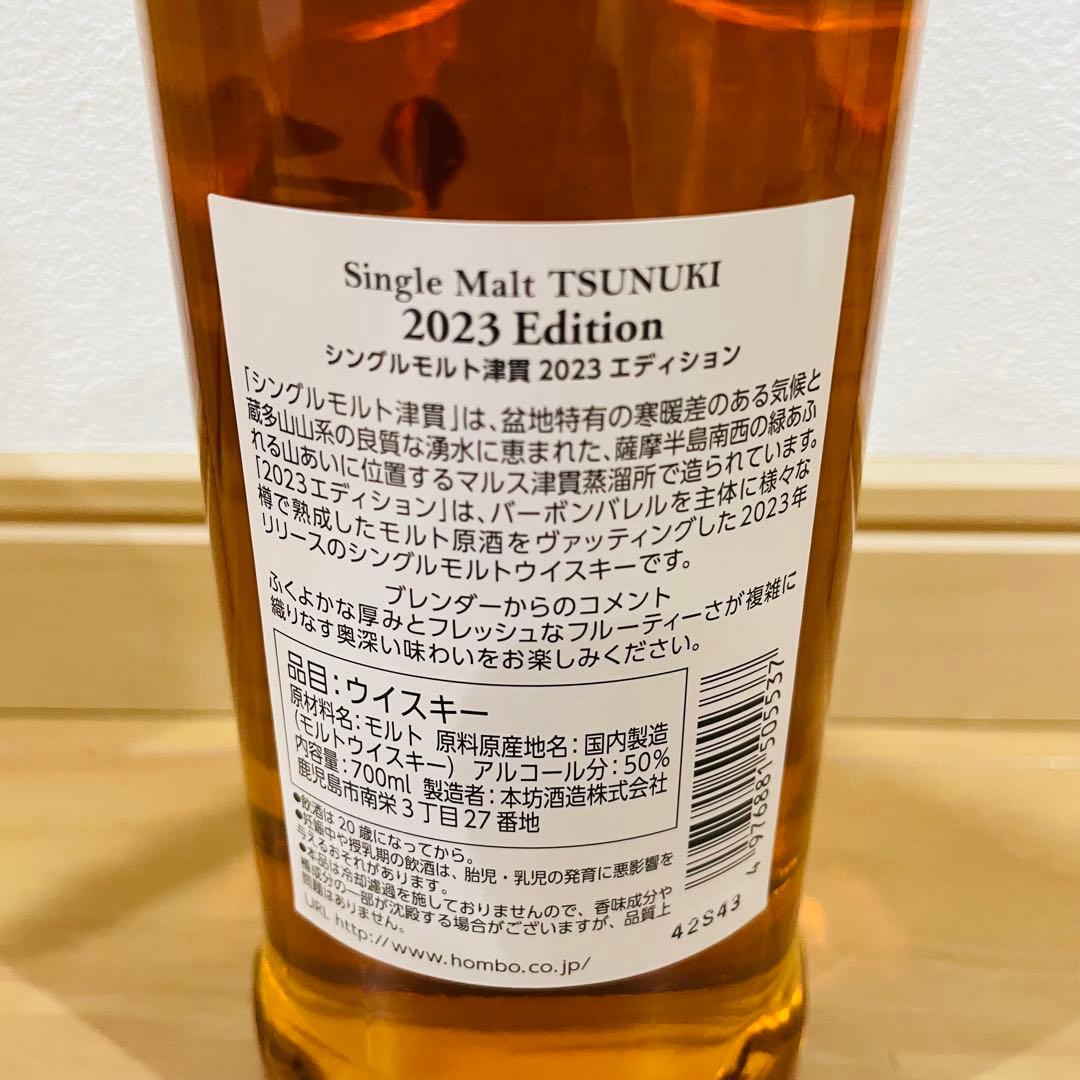 Single Malt TSUNUKI
2023 Edition
シングルモルト津貫 2023 エディション
「シングルモルト津貫」は、盆地特有の寒暖差のある気候と
蔵多山山系の良質な湧水に恵まれた、薩摩半島南西の緑あふ
れる山あいに位置するマルス津貫蒸溜所で造られています。
「2023エディション」は、バーボンバレルを主体に様々な
樽で熟成したモルト原酒をヴァッティングした2023年
リリースのシングルモルトウイスキーです。
ブレンダーからのコメント
ふくよかな厚みとフレッシュなフルーティーさが複雑に
織りなす奥深い味わいをお楽しみください。
品目：ウイスキー
原材料名：モルト 原料原産地名：国内製造
（モルトウイスキー） アルコール分：50%
内容量：700ml 製造者：本坊酒造株式会社
鹿児島市南栄3丁目27番地
●飲酒は20歳になってから。
●妊娠中や授乳期の飲酒は、胎児・乳児の発育に悪影響を
与えるおそれがあります。
●本品は冷却濾過を施しておりませんので、香味成分や
樽成分の一部が沈殿する場合がございますが、品質上
問題はありません。
URL http://www.hombo.co.jp/
4 976881 505537
42S43